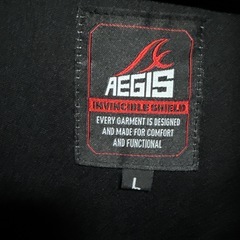 AEGIS
INVINCIBLE SHIELD
EVERY GARMENT IS DESIGNED
AND MADE FOR COMFORT
AND FUNCTIONAL
L